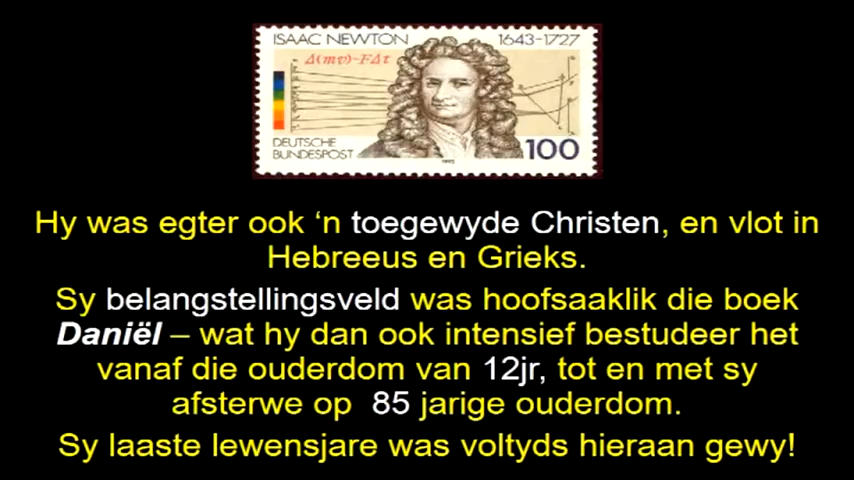 ISAAC NEWTON 1643-1727
Δ(mv)=FΔt
DEUTSCHE
BUNDESPOST
1993
100
Hy was egter ook ‘n toegewyde Christen, en vlot in
Hebreeus en Grieks.
Sy belangstellingsveld was hoofsaaklik die boek
Daniël – wat hy dan ook intensief bestudeer het
vanaf die ouderdom van 12jr, tot en met sy
afsterwe op 85 jarige ouderdom.
Sy laaste lewensjare was voltyds hieraan gewy!